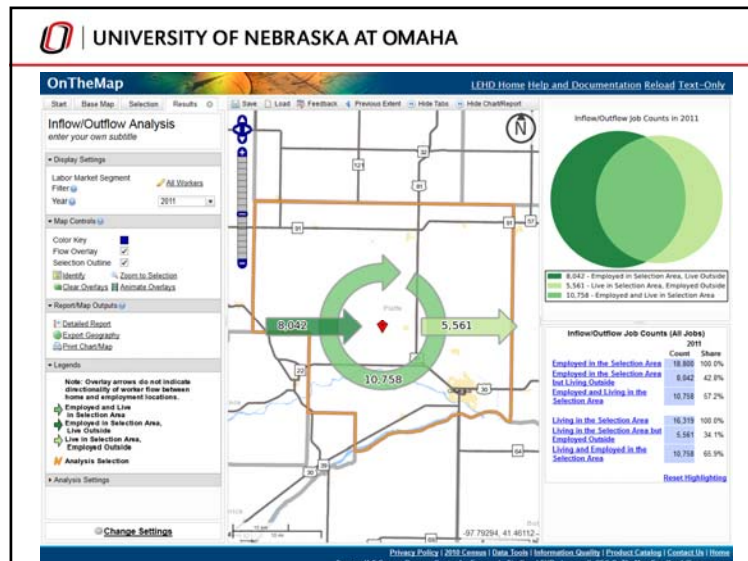 UNIVERSITY OF NEBRASKA AT OMAHA
OnTheMap
LEHD Home Help and Documentation Reload Text-Only
Start Base Map Selection Results
Save Load Feedback Previous Extent Hide Tabs Hide Chart/Report
Inflow/Outflow Analysis
enter your own subtitle
Display Settings
Labor Market Segment
Filter
All Workers
Year
2011
Map Controls
Color Key
Flow Overlay
Selection Outline
Identify Zoom to Selection
Clear Overlays Animate Overlays
Report/Map Outputs
Detailed Report
Export Geography
Print Chart/Map
Legends
Note: Overlay arrows do not indicate
directionality of worker flow between
home and employment locations.
Employed and Live
in Selection Area
Employed in Selection Area,
Live Outside
Live in Selection Area,
Employed Outside
Analysis Selection
Analysis Settings
Change Settings
N
32
121
81
91
91
57
Platte
8,042
5,561
10,758
22
30
30
39
64
-97.79294, 41.46112
Inflow/Outflow Job Counts in 2011
8,042 - Employed in Selection Area, Live Outside
5,561 - Live in Selection Area, Employed Outside
10,758 - Employed and Live in Selection Area
Inflow/Outflow Job Counts (All Jobs)
2011
Count Share
Employed in the Selection Area 18,800 100.0%
Employed in the Selection Area
but Living Outside 8,042 42.8%
Employed and Living in the
Selection Area 10,758 57.2%
Living in the Selection Area 16,319 100.0%
Living in the Selection Area but
Employed Outside 5,561 34.1%
Living and Employed in the
Selection Area 10,758 65.9%
Reset Highlighting
Privacy Policy | 2010 Census | Data Tools | Information Quality | Product Catalog | Contact Us | Home